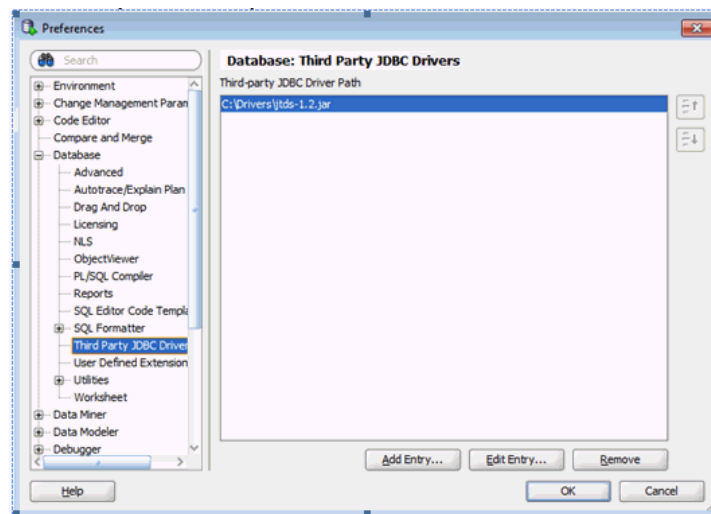 Preferences
Search
Environment
Change Management Param
Code Editor
Compare and Merge
Database
Advanced
Autotrace/Explain Plan
Drag And Drop
Licensing
NLS
ObjectViewer
PL/SQL Compiler
Reports
SQL Editor Code Templa
SQL Formatter
Third Party JDBC Driver
User Defined Extension
Utilities
Worksheet
Data Miner
Data Modeler
Debugger
Database: Third Party JDBC Drivers
Third-party JDBC Driver Path
C:\Drivers\jtds-1.2.jar
Add Entry... Edit Entry... Remove
Help OK Cancel